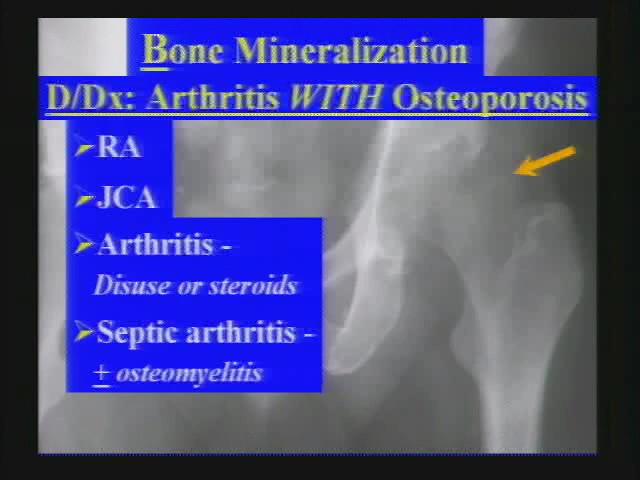 Bone Mineralization
D/Dx: Arthritis WITH Osteoporosis
RA
JCA
Arthritis -
Disuse or steroids
Septic arthritis -
+ osteomyelitis